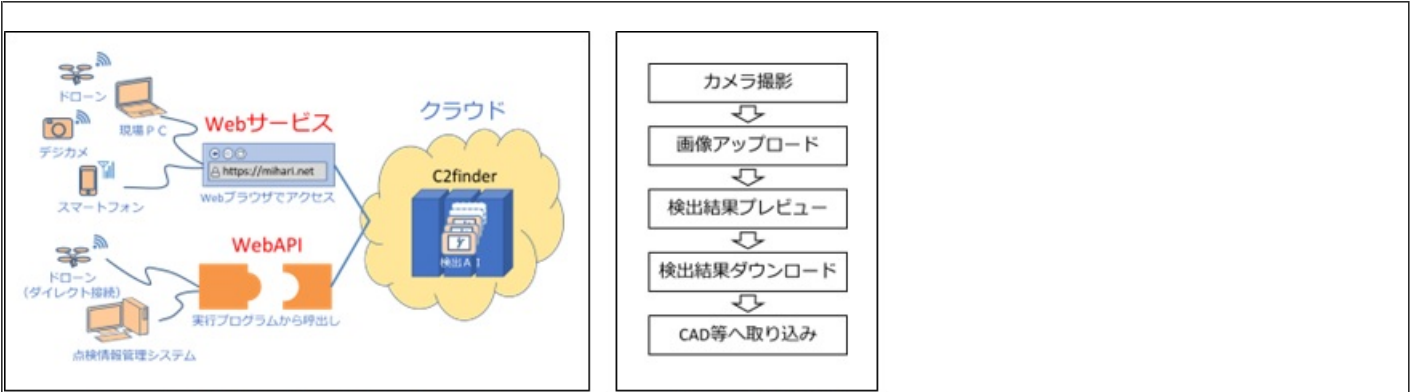 ドローン
現場PC
デジカメ
スマートフォン
Webサービス
https://mihari.net
Webブラウザでアクセス
クラウド
C2finder
検出AI
WebAPI
ドローン
(ダイレクト接続)
実行プログラムから呼出し
点検情報管理システム
カメラ撮影
画像アップロード
検出結果プレビュー
検出結果ダウンロード
CAD等へ取り込み